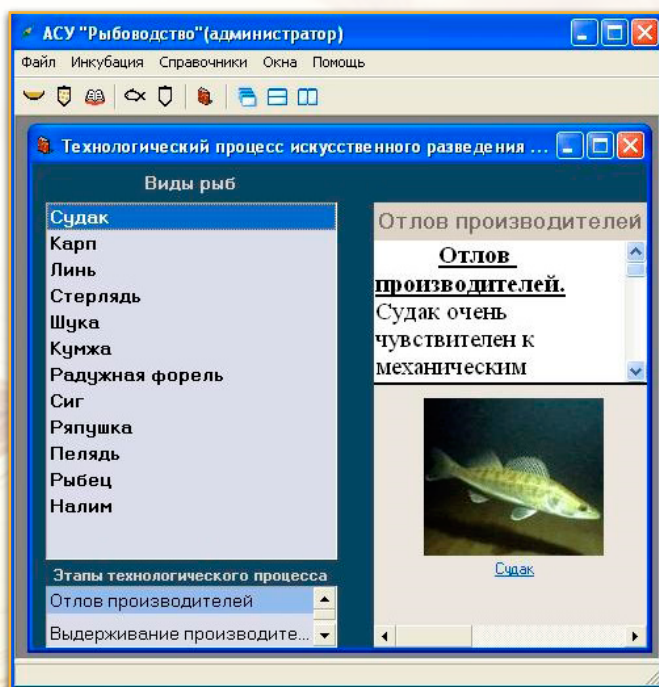 АСУ "Рыбоводство"(администратор)
Файл Инкубация Справочники Окна Помощь
Технологический процесс искусственного разведения ...
Виды рыб
Судак
Карп
Линь
Стерлядь
Щука
Кумжа
Радужная форель
Сиг
Ряпушка
Пелядь
Рыбец
Налим
Этапы технологического процесса
Отлов производителей
Выдерживание производите...
Отлов производителей
Отлов
производителей.
Судак очень
чувствителен к
механическим
Судак